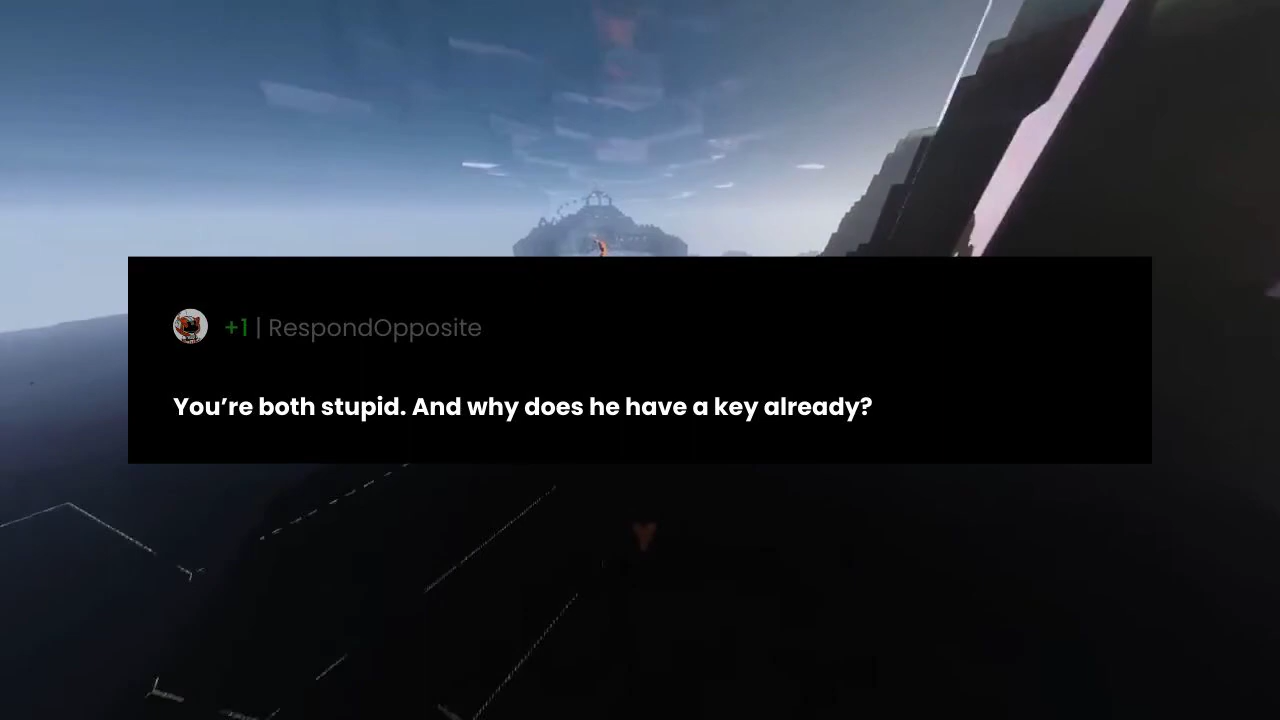 +1 | RespondOpposite
You’re both stupid. And why does he have a key already?